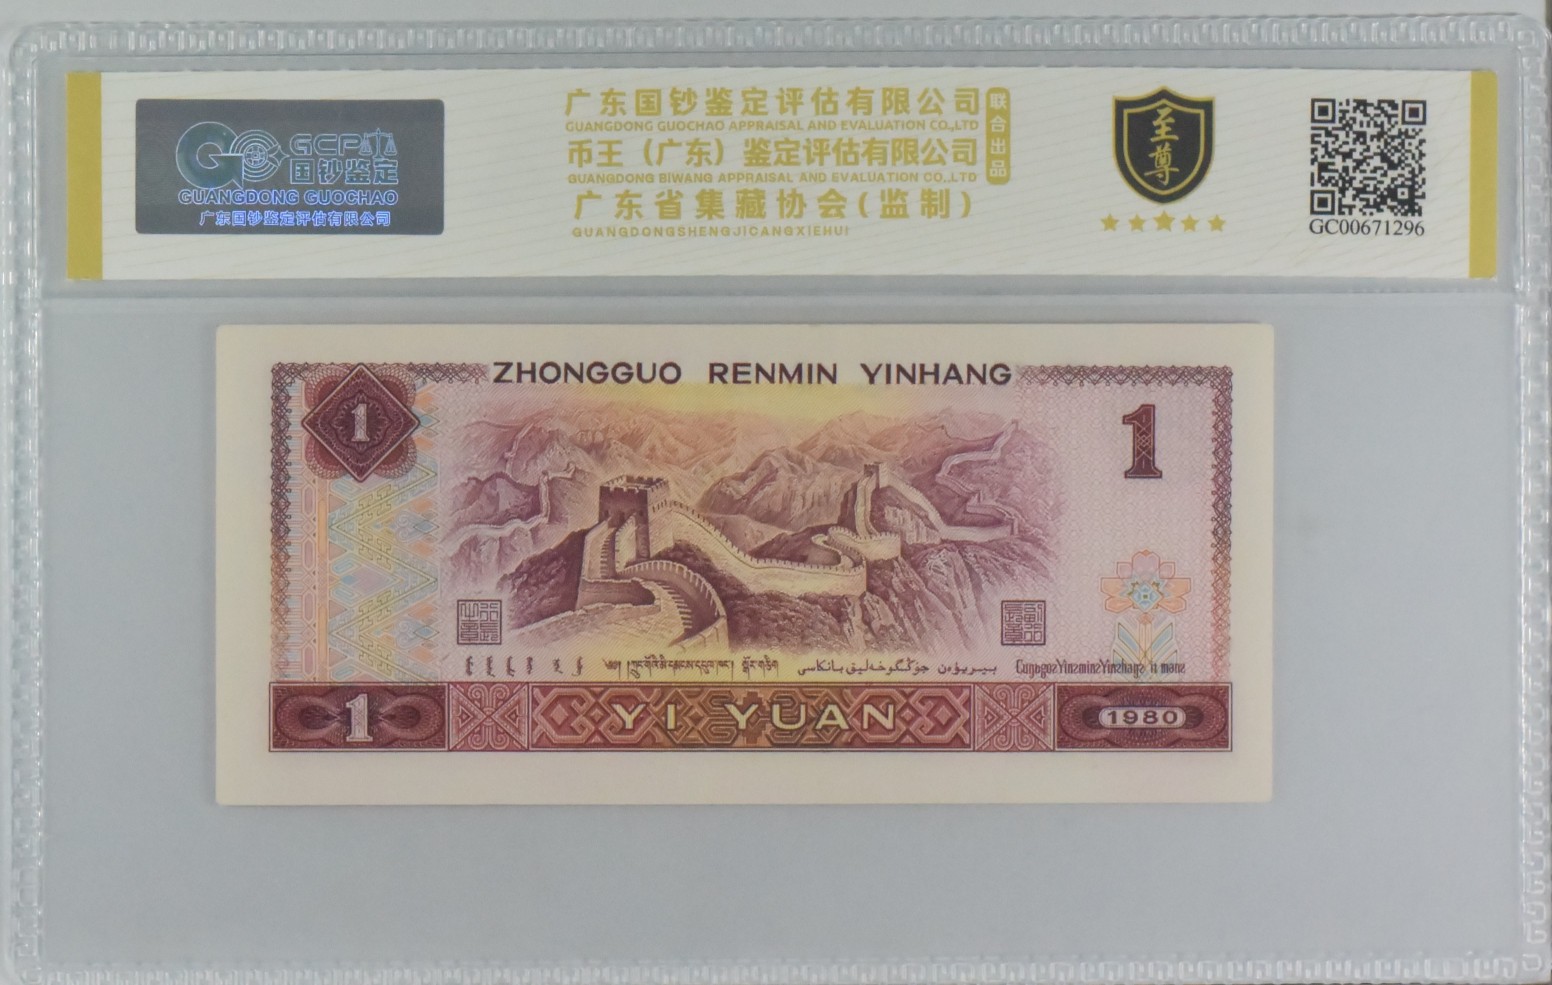 GCP
国钞鉴定
GUANGDONG GUOCHAO
广东国钞鉴定评估有限公司
广东国钞鉴定评估有限公司
GUANGDONG GUOCHAO APPRAISAL AND EVALUATION CO.,LTD
币王（广东）鉴定评估有限公司
GUANGDONG BIWANG APPRAISAL AND EVALUATION CO.,LTD
广东省集藏协会(监制)
GUANGDONGSHENGJICANGXIEHUI
联合出品
至尊
GC00671296
ZHONGGUO RENMIN YINHANG
1
1
1
YI YUAN
1980